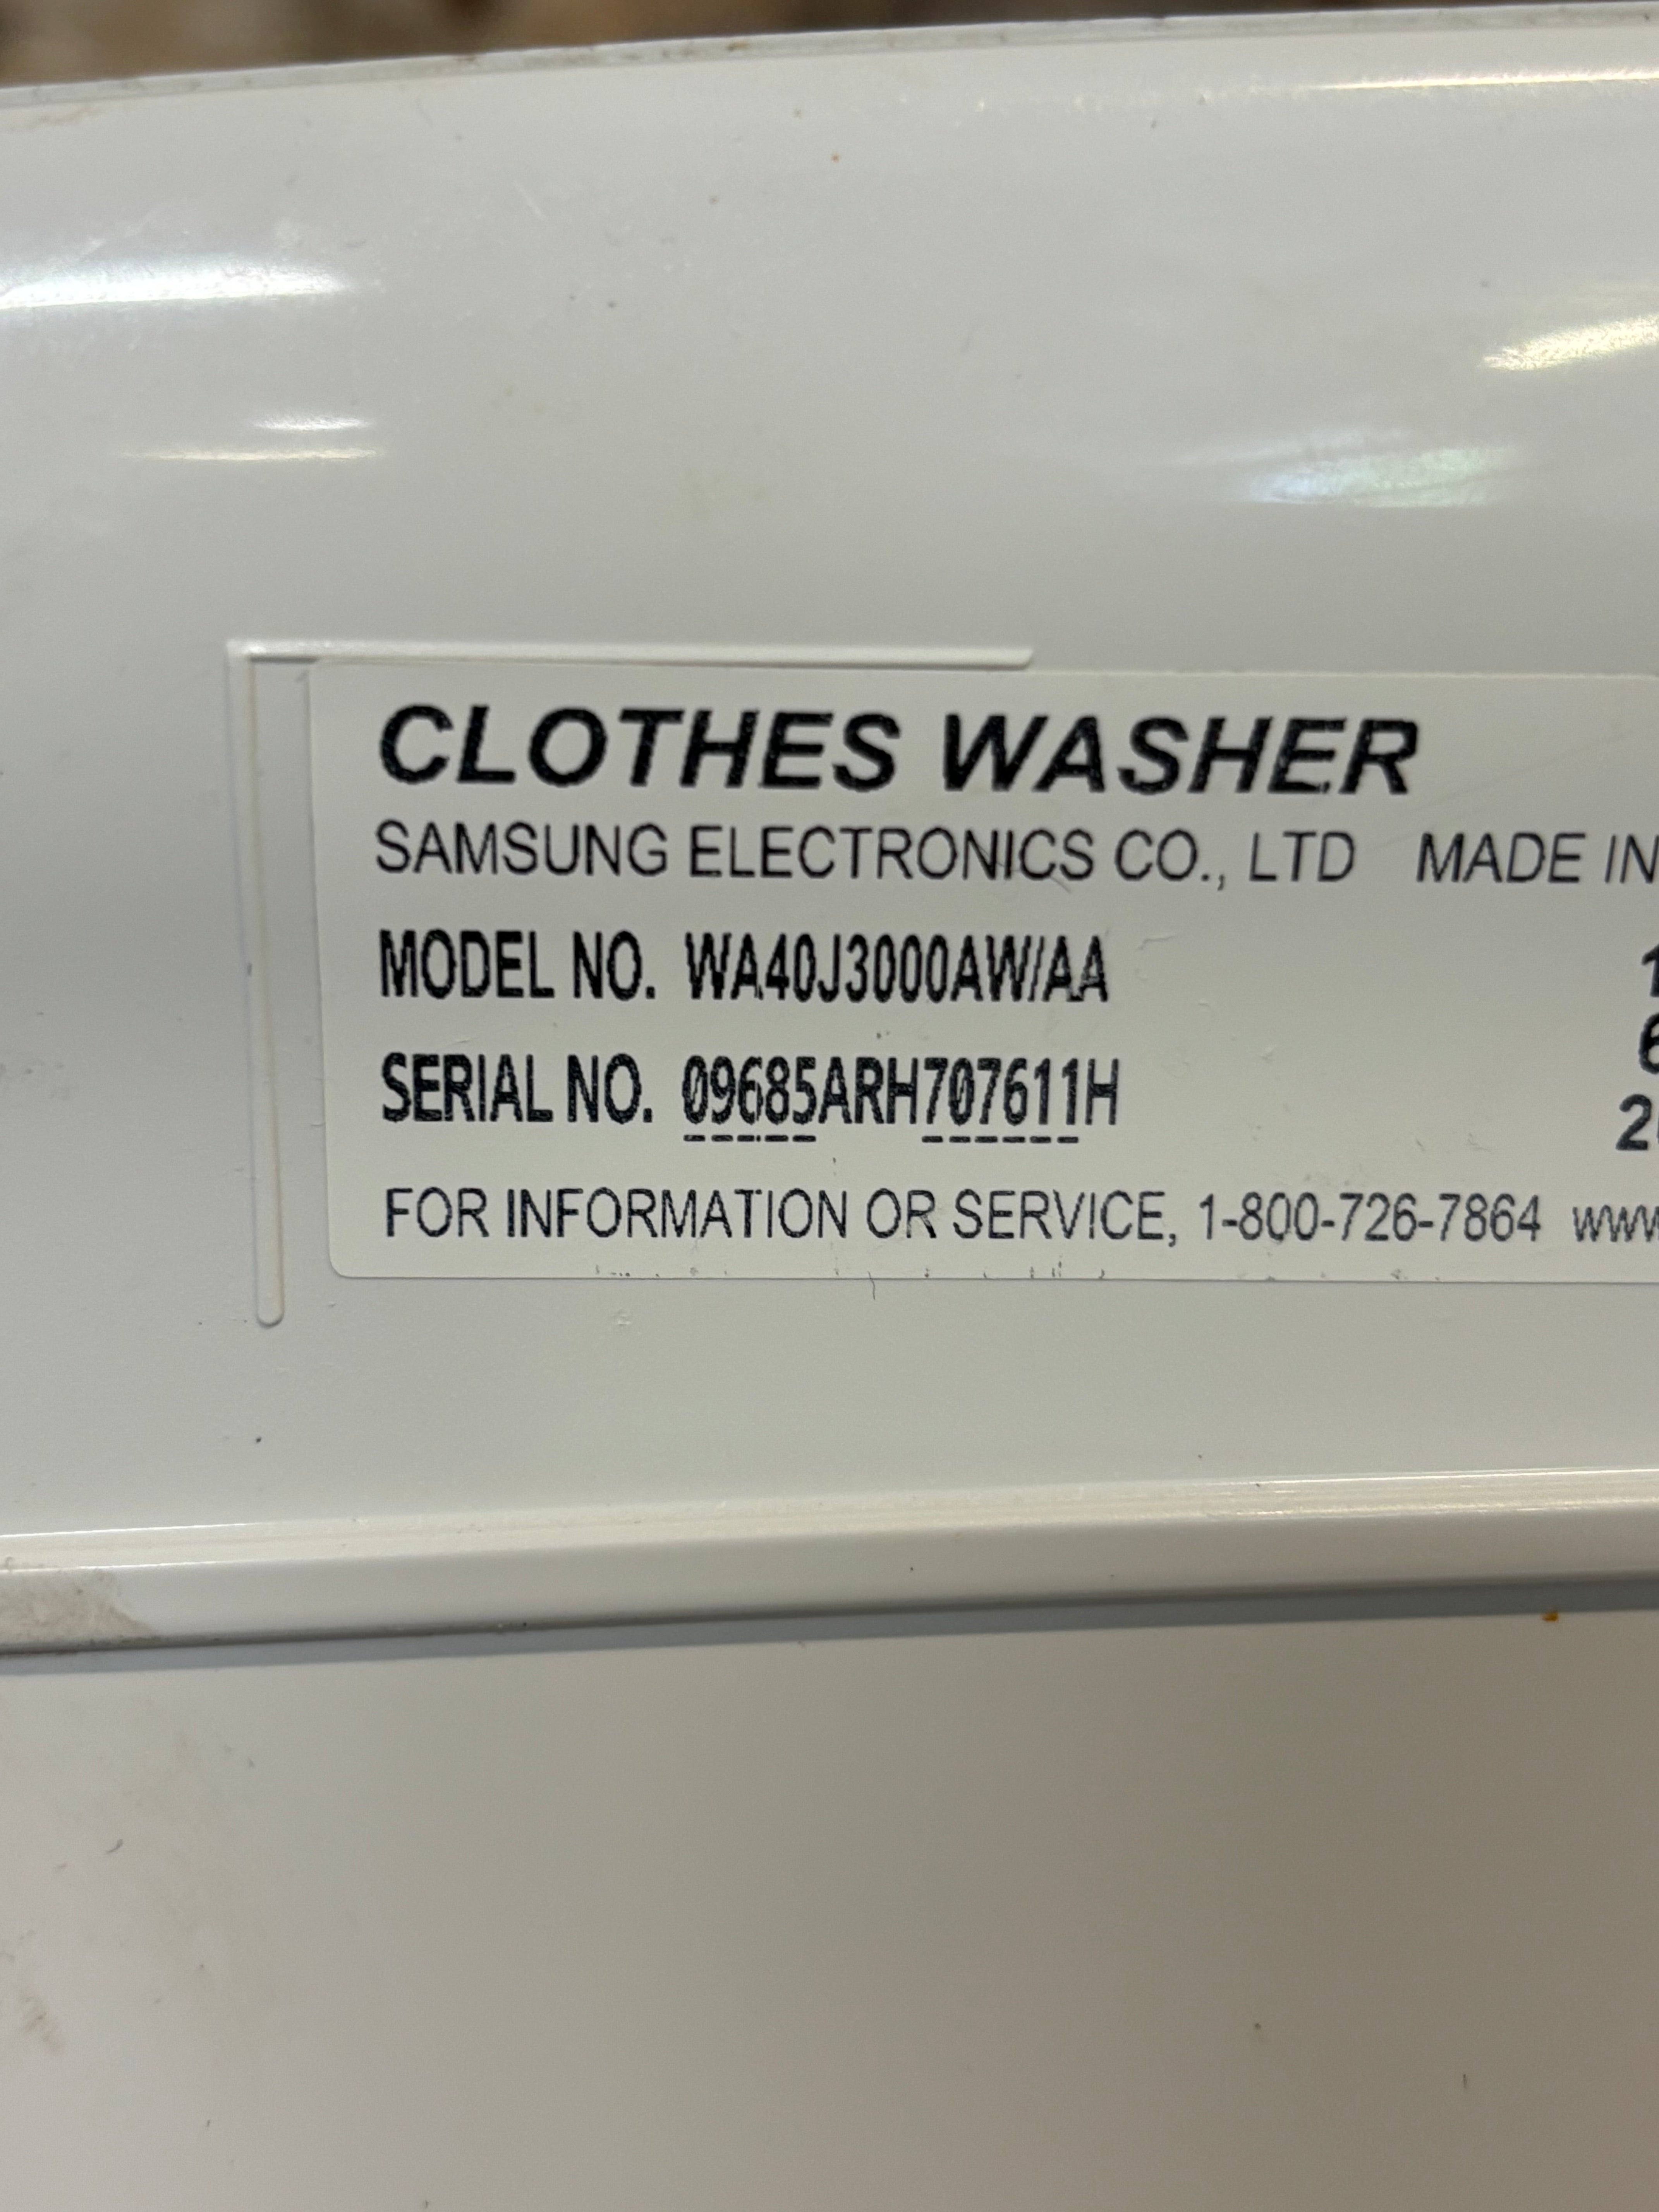 CLOTHES WASHER
SAMSUNG ELECTRONICS CO., LTD MADE IN
MODEL NO. WA40J3000AW/AA
SERIAL NO. 09685ARH707611H
FOR INFORMATION OR SERVICE, 1-800-726-7864